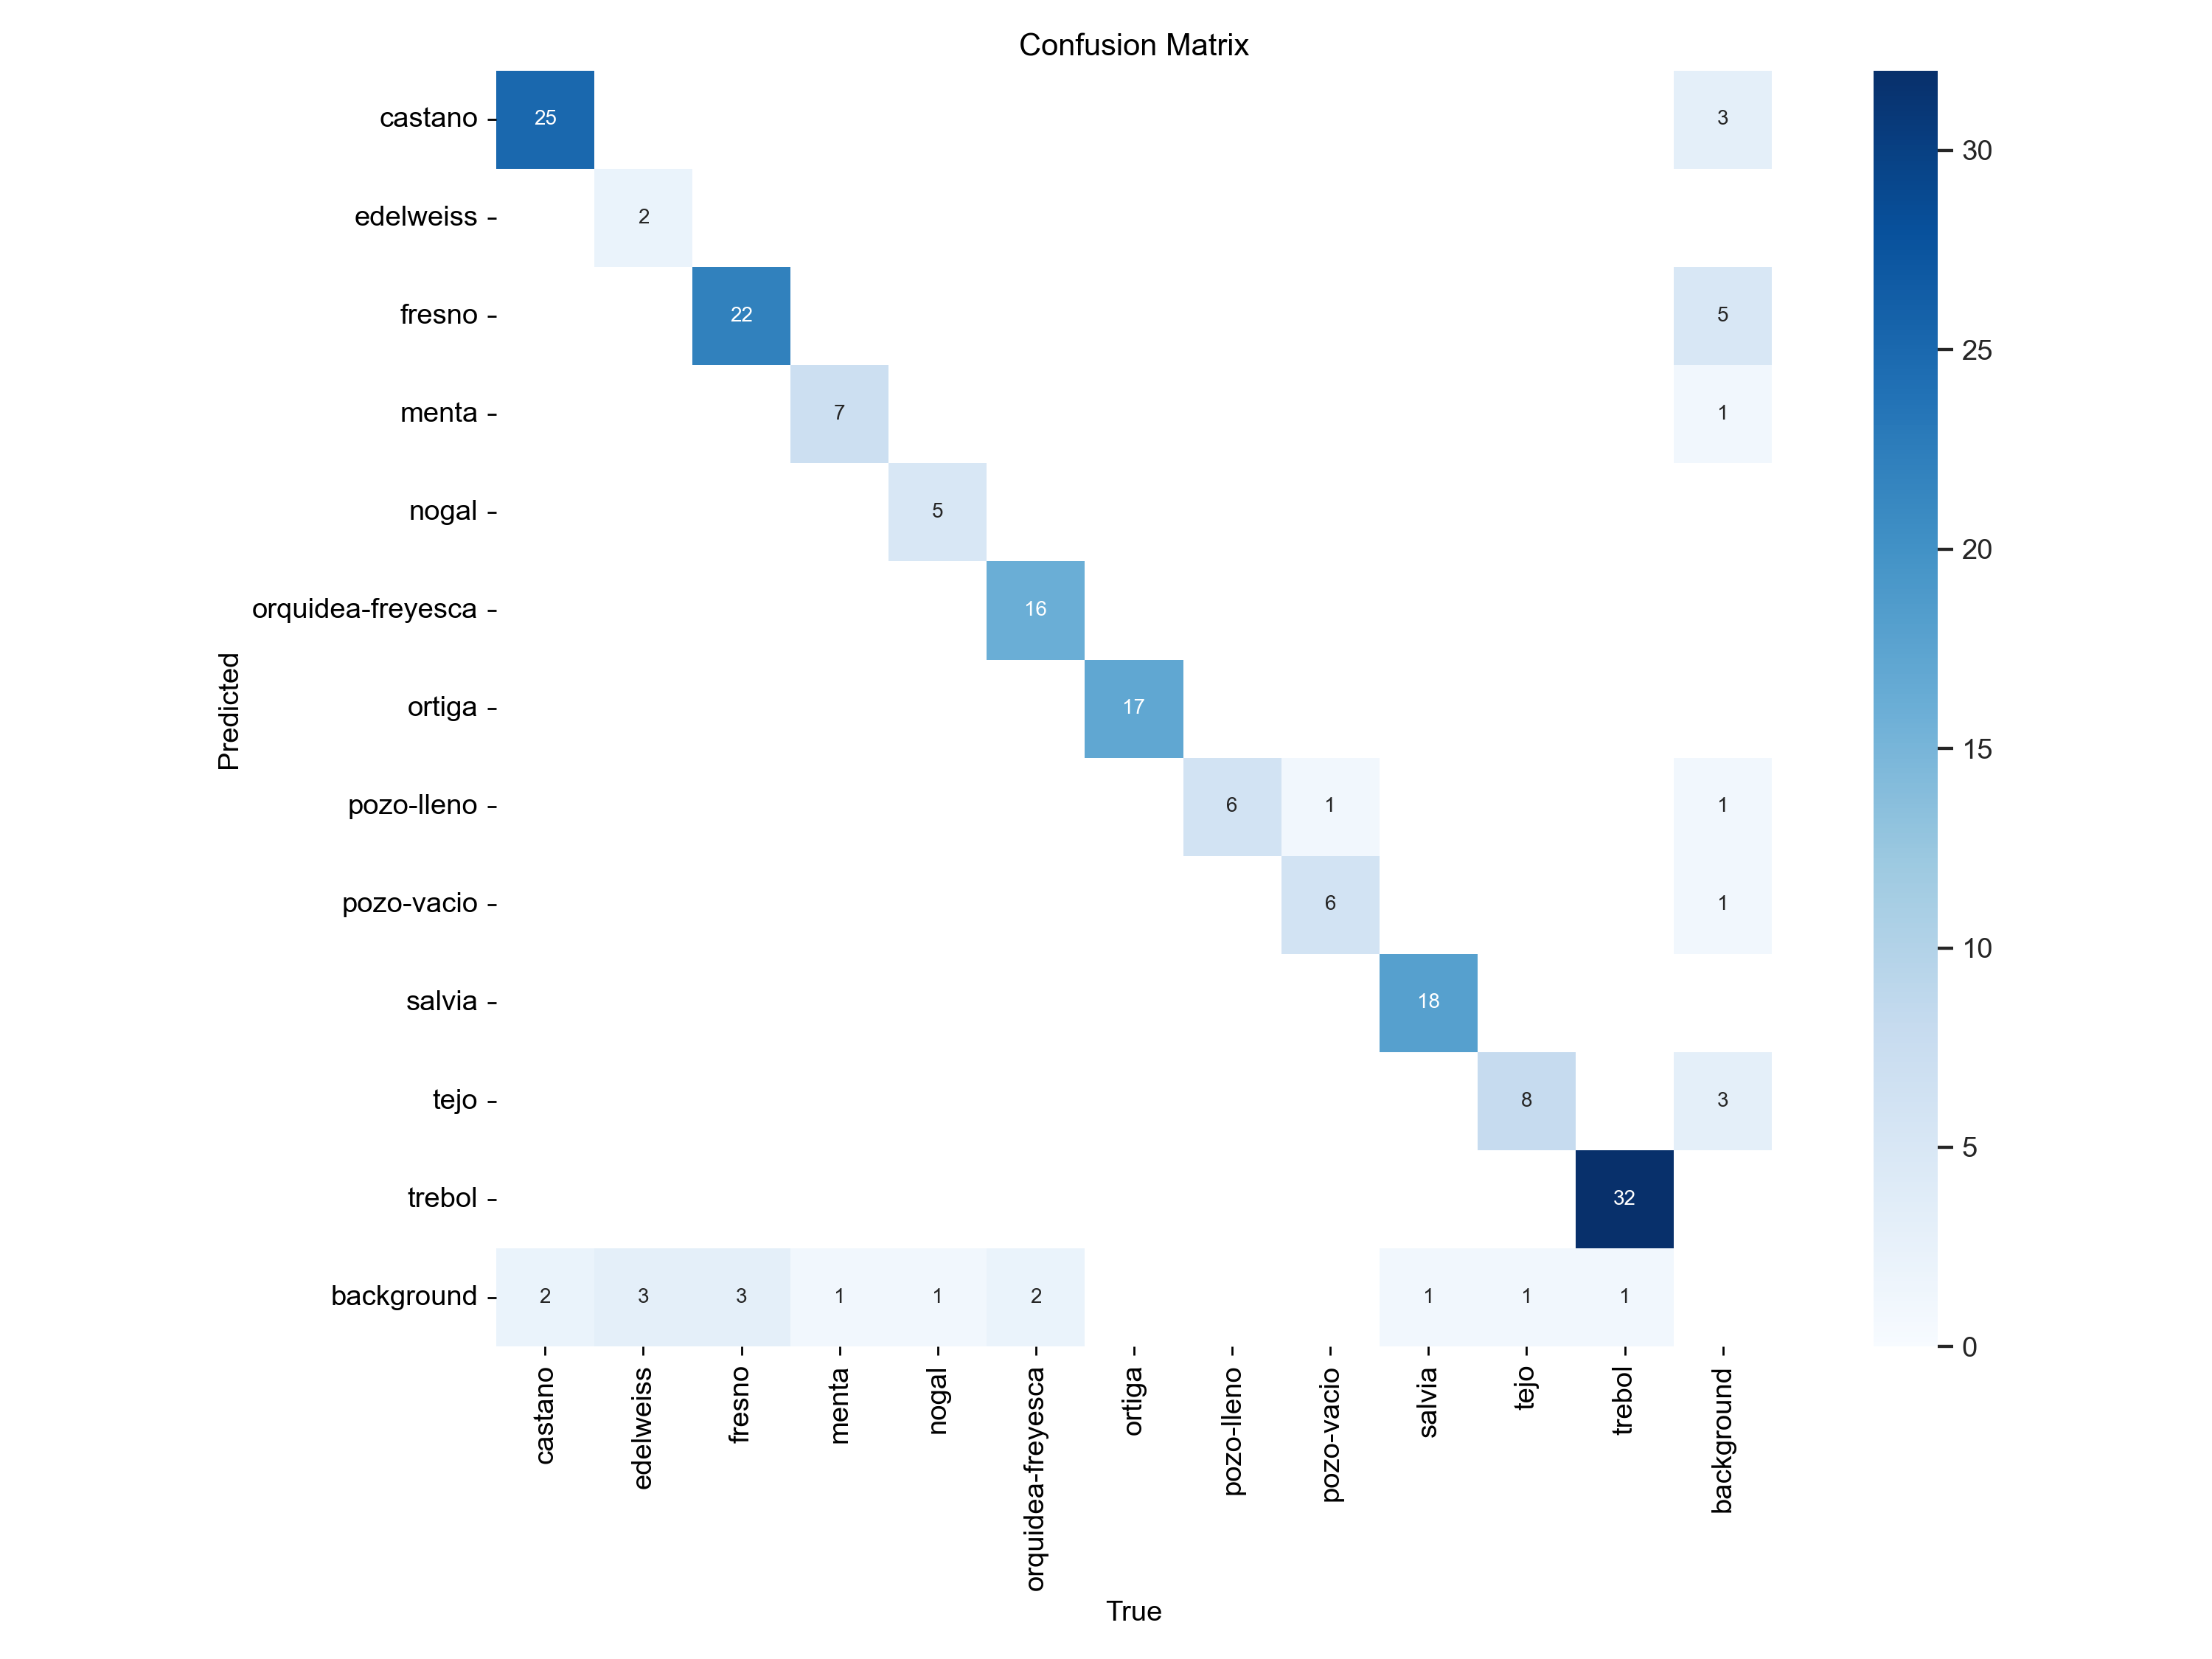 Confusion Matrix
castano 25 3
edelweiss 2
fresno 22 5
menta 7 1
nogal 5
orquidea-freyesca 16
ortiga 17
pozo-lleno 6 1 1
pozo-vacio 6 1
salvia 18
tejo 8 3
trebol 32
background 2 3 3 1 1 2 1 1 1
Predicted
castano edelweiss fresno menta nogal orquidea-freyesca ortiga pozo-lleno pozo-vacio salvia tejo trebol background
True
30
25
20
15
10
5
0